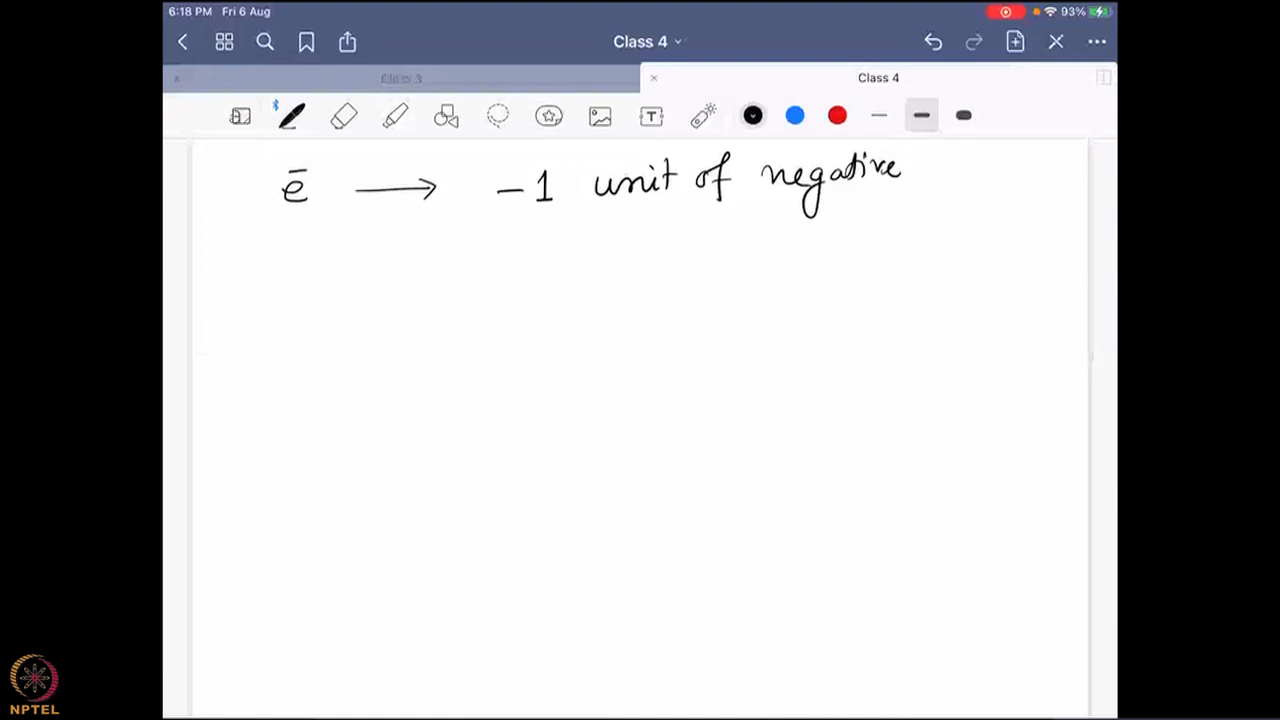 6:18 PM Fri 6 Aug 93%
Class 4
Class 3
Class 4
T
ē → -1 unit of negative
NPTEL